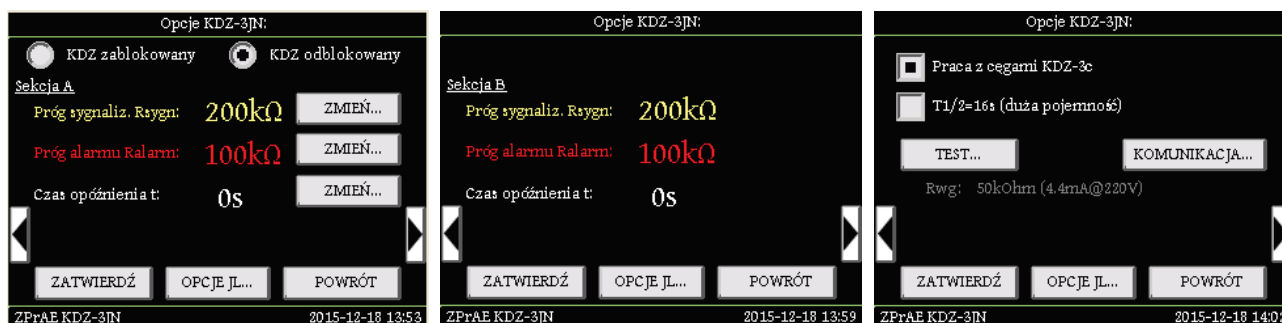 Opcje KDZ-3JN:
KDZ zablokowany
KDZ odblokowany
Sekcja A
Próg sygnaliz. Rsygn: 200kΩ ZMIEŃ...
Próg alarmu Ralarm: 100kΩ ZMIEŃ...
Czas opóźnienia t: 0s ZMIEŃ...
ZATWIERDŹ OPCJE JL... POWRÓT
ZPrAE KDZ-3JN 2015-12-18 13:53
Opcje KDZ-3JN:
Sekcja B
Próg sygnaliz. Rsygn: 200kΩ
Próg alarmu Ralarm: 100kΩ
Czas opóźnienia t: 0s
ZATWIERDŹ OPCJE JL... POWRÓT
ZPrAE KDZ-3JN 2015-12-18 13:59
Opcje KDZ-3JN:
Praca z cęgami KDZ-3c
T1/2=16s (duża pojemność)
TEST... KOMUNIKACJA...
Rwg: 50kOhm (4.4mA@220V)
ZATWIERDŹ OPCJE JL... POWRÓT
ZPrAE KDZ-3JN 2015-12-18